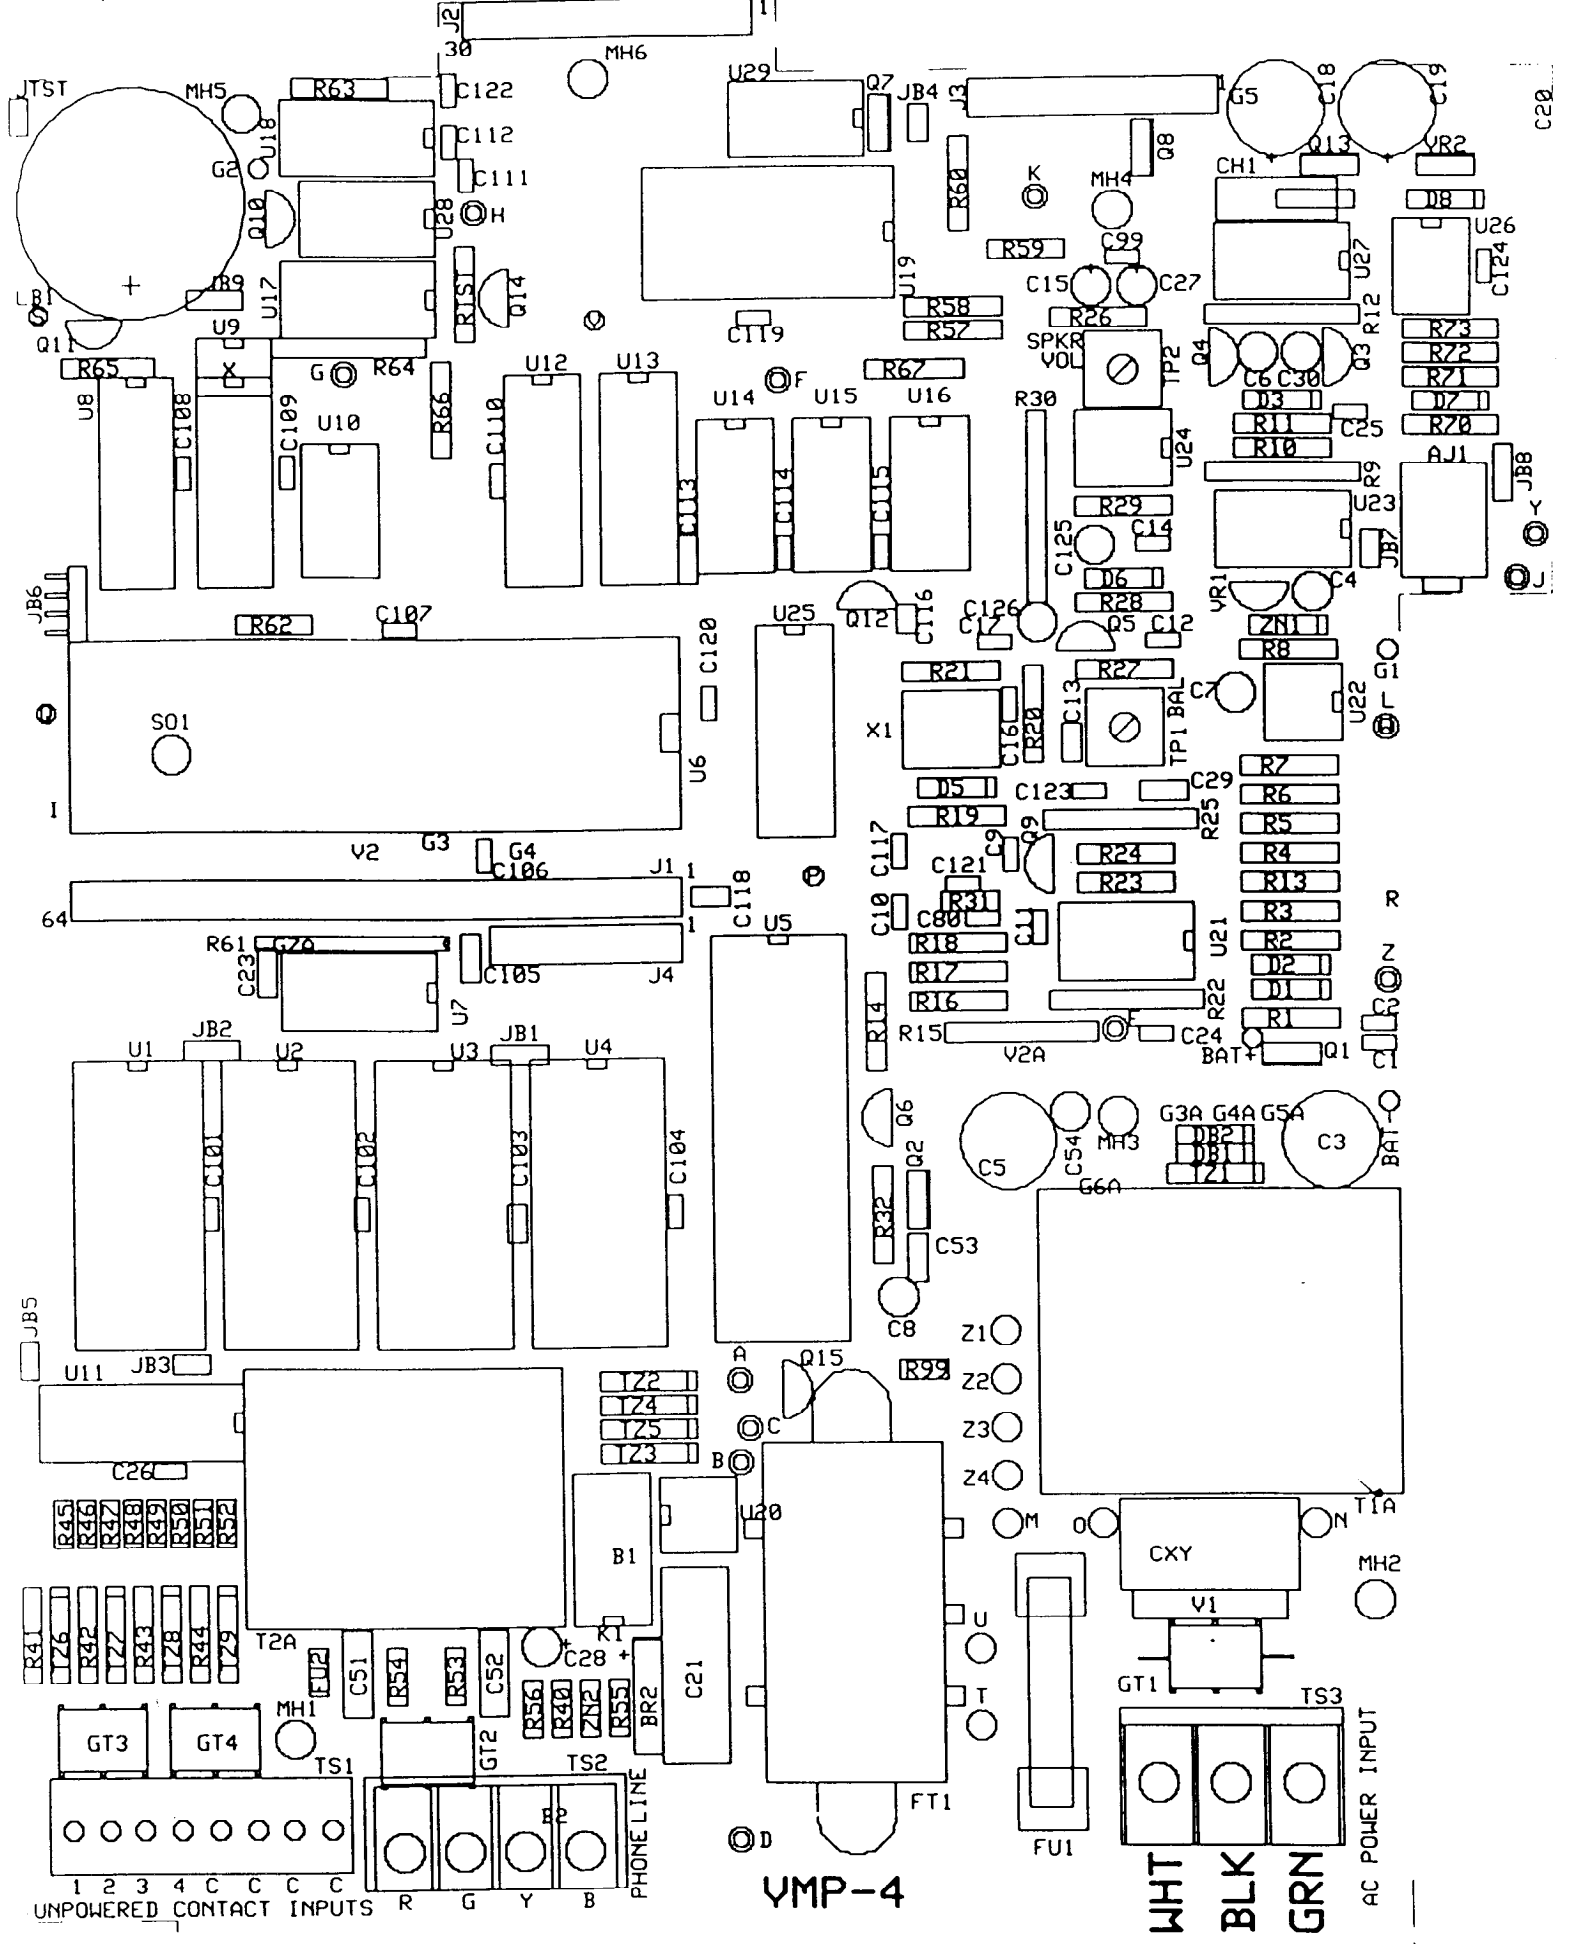 J2
1
30
MH6
JTST
MH5
R63
C122
U29
Q7
JB4
J3
1
G5
C18
C19
C20
U18
C112
Q8
Q13
VR2
G2
C111
R60
K
MH4
CH1
D8
Q10
U28
H
U26
R59
C99
U27
C124
U19
C15
C27
JB9
U17
R1ST
Q14
R58
R26
R12
Q11
U9
V
C119
R57
SPKR
VOL
TP2
Q4
Q3
R73
R72
R65
X
G
R64
U12
U13
F
R67
C6
C30
R71
U8
C108
C109
U10
R66
C110
U14
U15
U16
R30
D3
D7
R11
C25
R70
U24
R10
AJ1
JB8
R9
C113
C114
C115
R29
U23
Y
C125
C14
JB7
D6
VR1
C4
J
JB6
R62
C107
Q12
C116
C126
R28
C17
Q5
C12
ZN1
U25
R8
C120
R21
R27
G1
SO1
X1
C16
R20
C13
TP1 BAL
C7
U22
L
W
U6
R7
I
D5
C123
C29
R6
R19
R25
R5
V2
G3
G4
C106
C117
C9
Q9
R24
R4
J1
1
C121
R23
R13
64
C118
P
C10
R31
C80
C11
R3
R
R61
GZA
1
U5
R18
U21
R2
C23
C105
J4
R17
D2
Z
U7
R14
R16
R22
D1
C2
JB2
JB1
R15
E
C24
R1
U1
U2
U3
U4
V2A
BAT+
Q1
C1
Q6
G3A G4A G5A
C101
C102
C103
C104
Q2
C5
C54
MH3
DB2
DB1
Z1
C3
BAT-
R32
G6A
C53
JB5
Z1
C8
JB3
A
Q15
R99
U11
TZ2
Z2
TZ4
C
Z3
TZ5
TZ3
B
Z4
C26
U20
T1A
R45
R46
R47
R48
R49
R50
R51
R52
M
O
N
B1
CXY
MH2
R41
TZ6
R42
TZ7
R43
TZ8
R44
TZ9
V1
U
T2A
K1
FU2
C51
R54
R53
C52
+
C28
+
C21
GT1
R56
R40
ZN2
R55
BR2
T
TS3
MH1
GT3
GT4
GT2
TS1
TS2
E2
FT1
PHONE LINE
D
FU1
AC POWER INPUT
1 2 3 4 C C C C
R G Y B
UNPOWERED CONTACT INPUTS
VMP-4
WHT
BLK
GRN